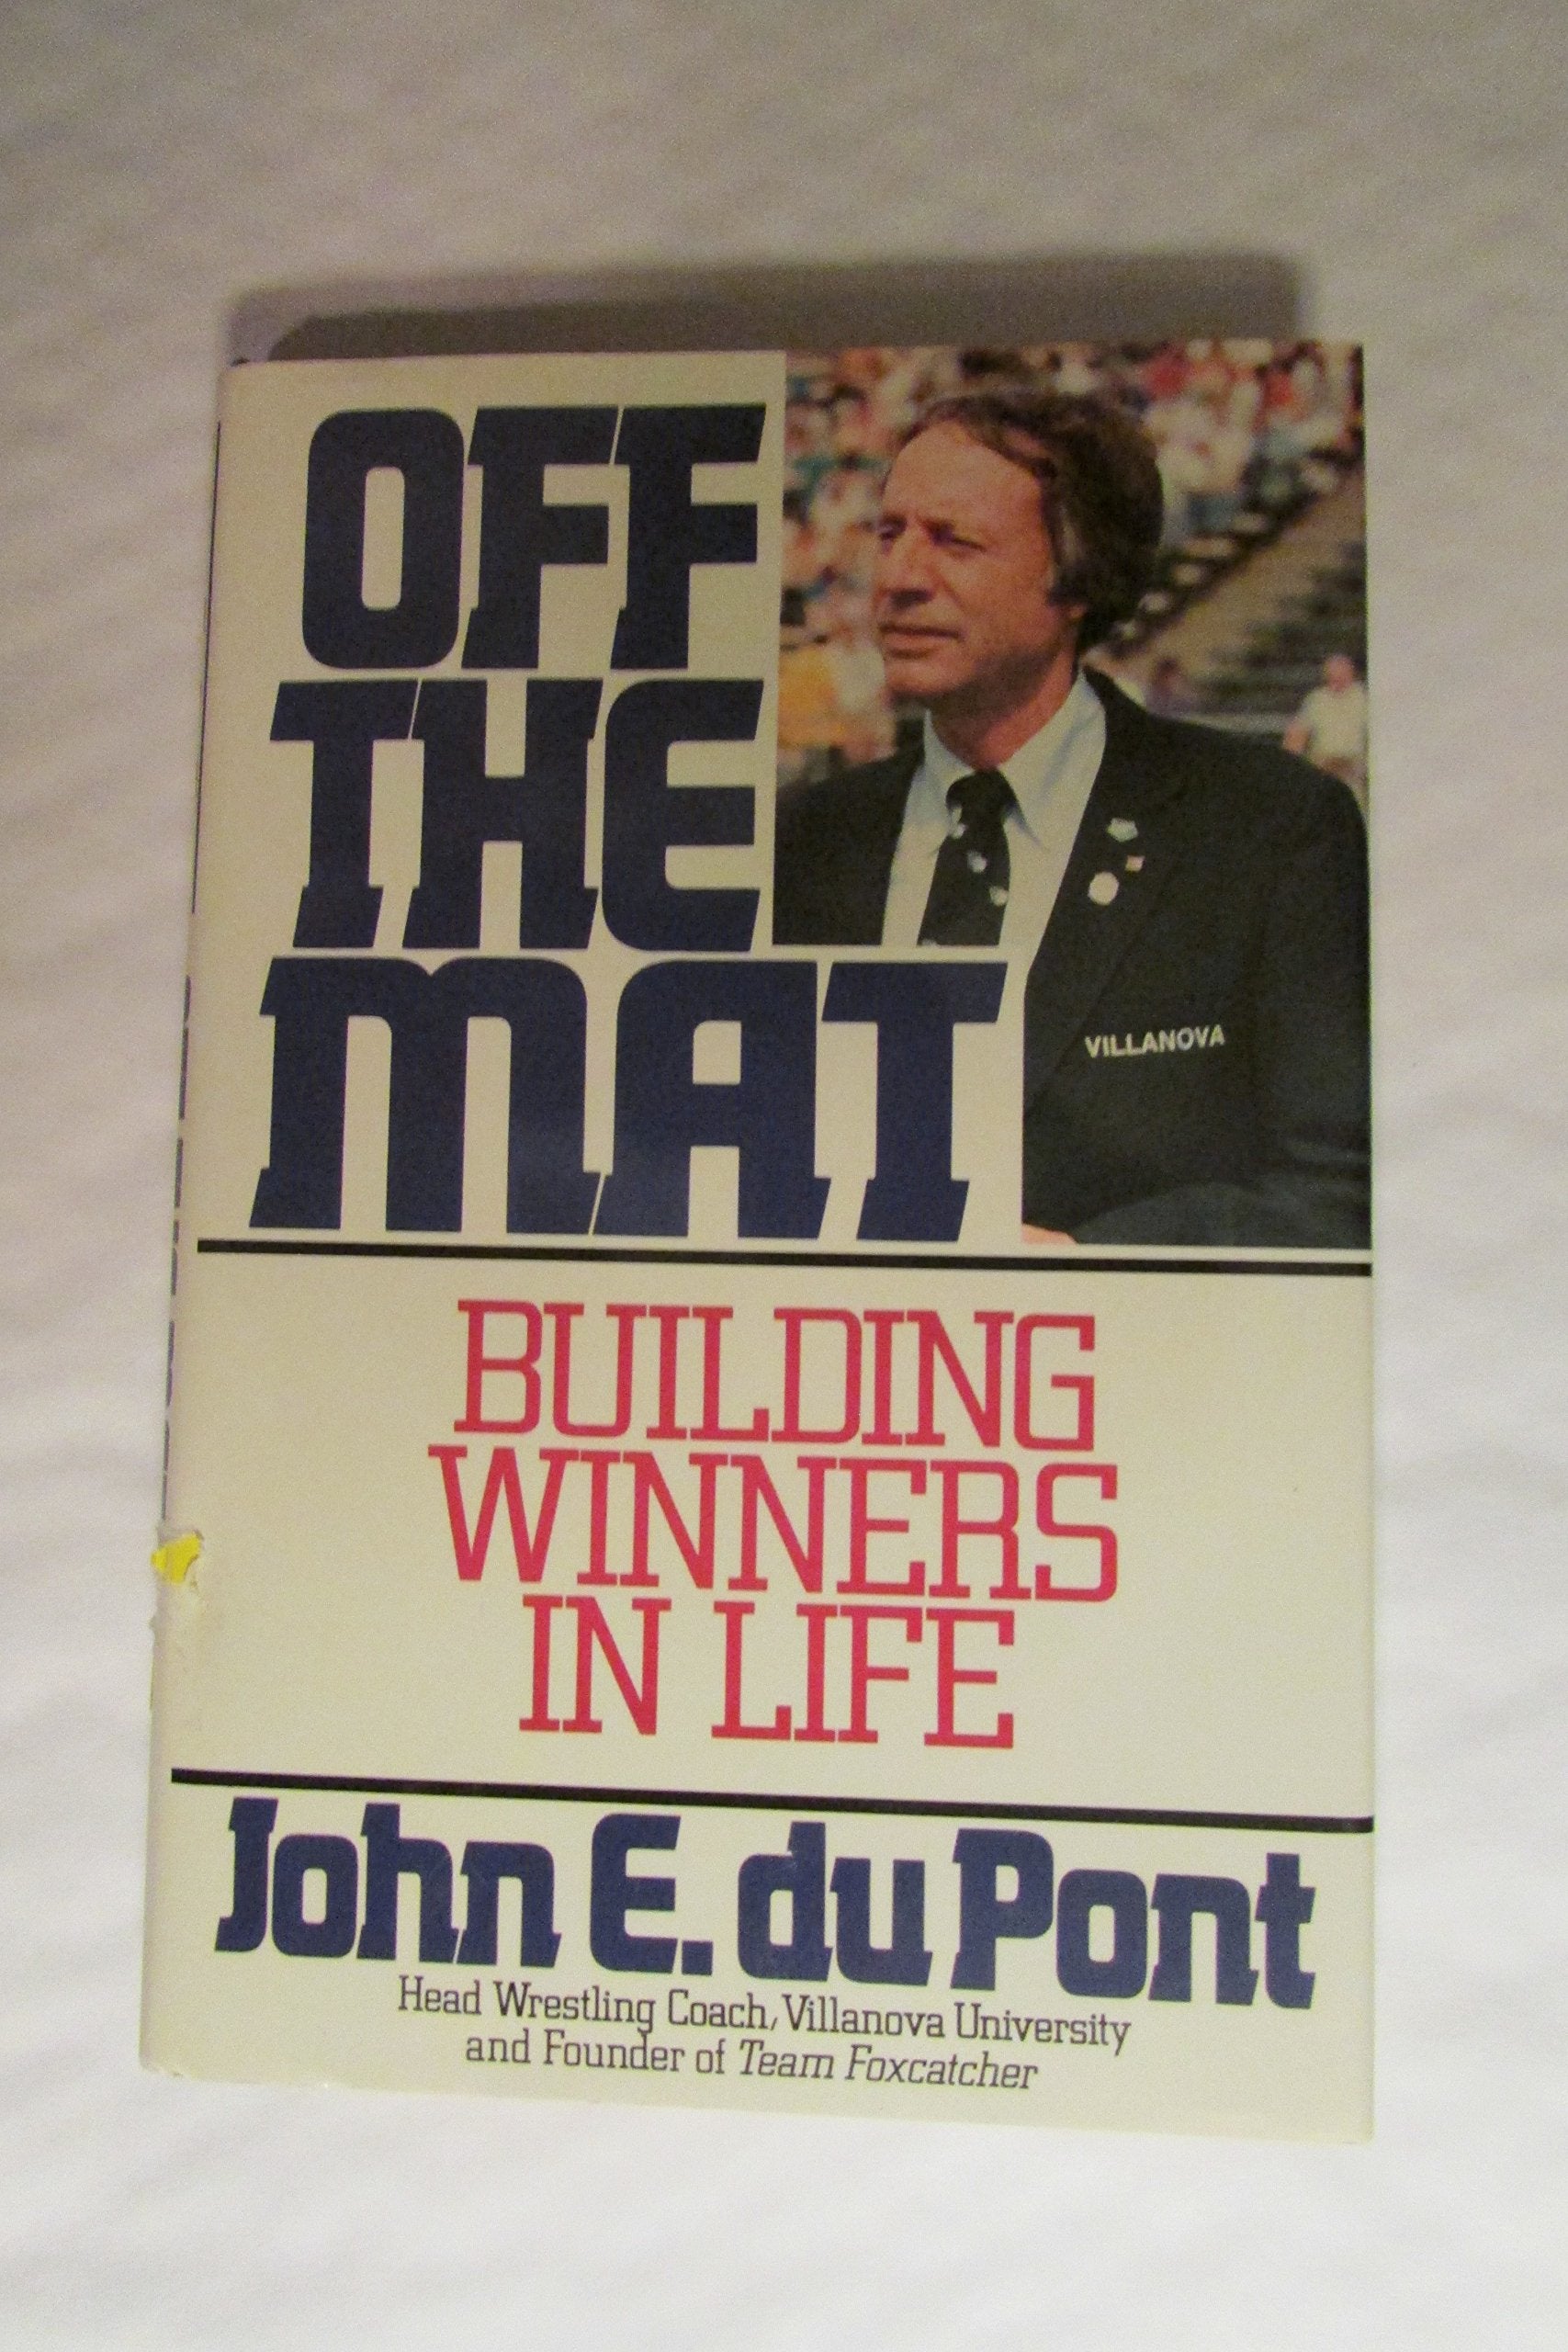 OFF
THE
MAT
VILLANOVA
BUILDING
WINNERS
IN LIFE
John E. du Pont
Head Wrestling Coach, Villanova University
and Founder of Team Foxcatcher